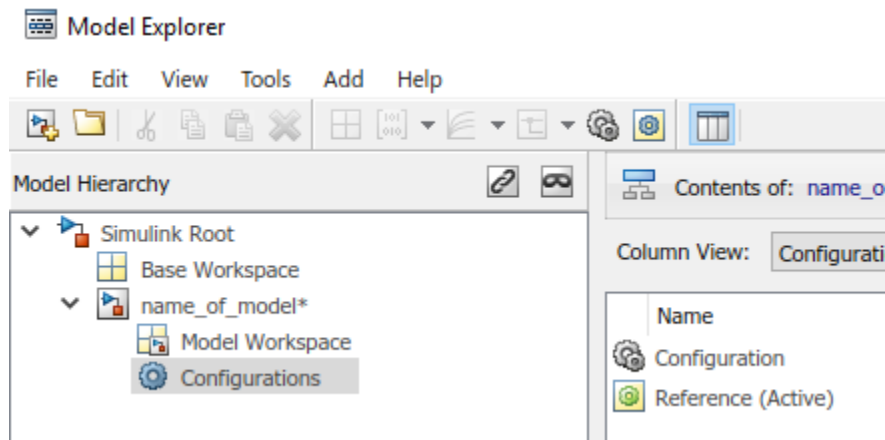 Model Explorer
File Edit View Tools Add Help
Model Hierarchy
Contents of: name_o
Simulink Root
Column View: Configurati
Base Workspace
name_of_model*
Name
Model Workspace
Configuration
Configurations
Reference (Active)